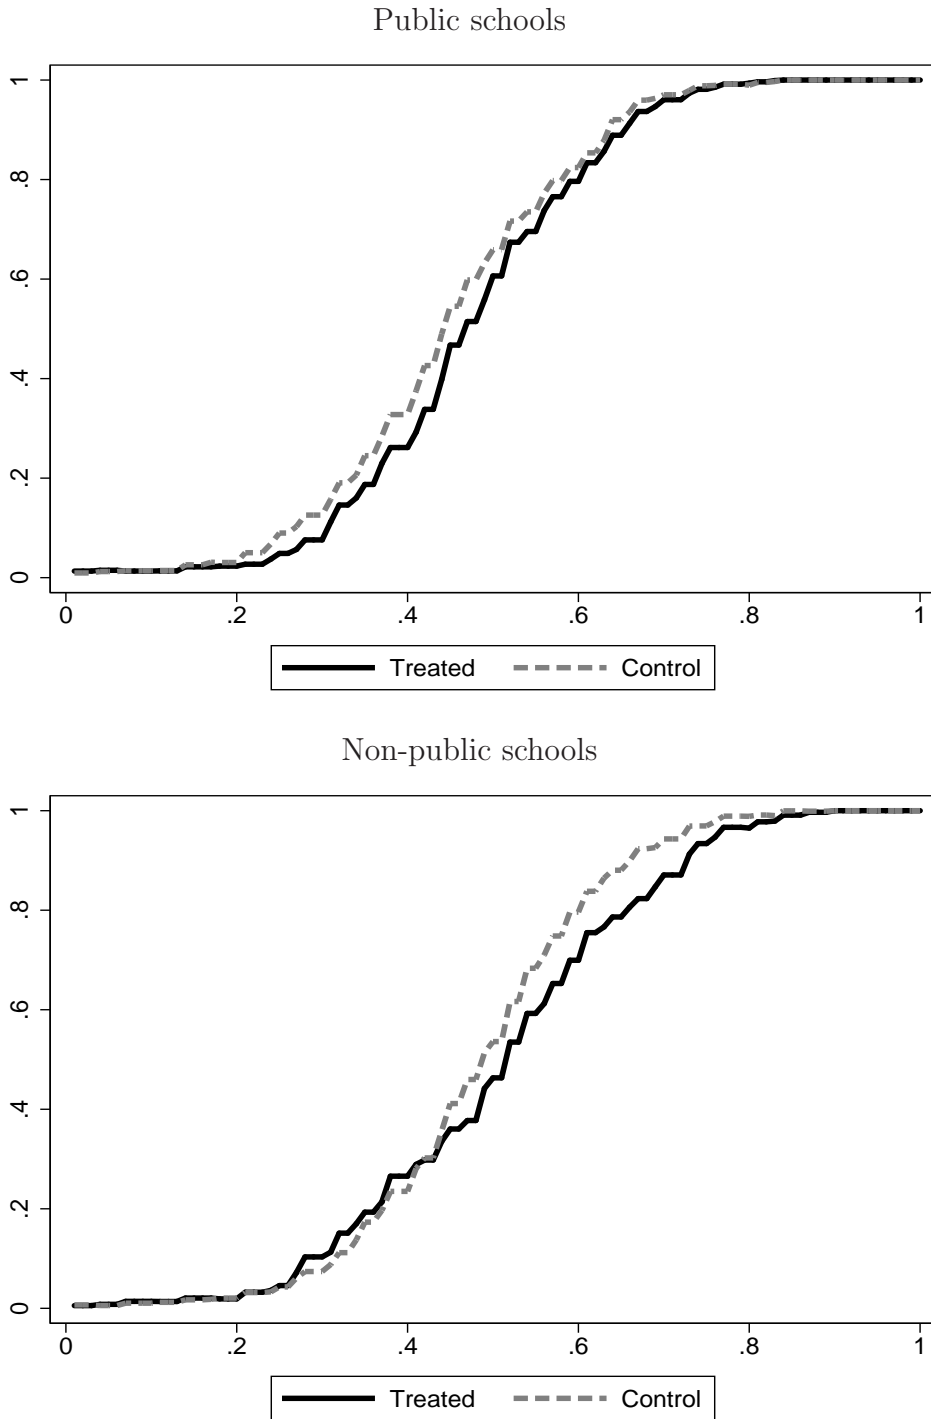 Public schools
1
.8
.6
.4
.2
0
0 .2 .4 .6 .8 1
Treated Control
Non-public schools
1
.8
.6
.4
.2
0
0 .2 .4 .6 .8 1
Treated Control